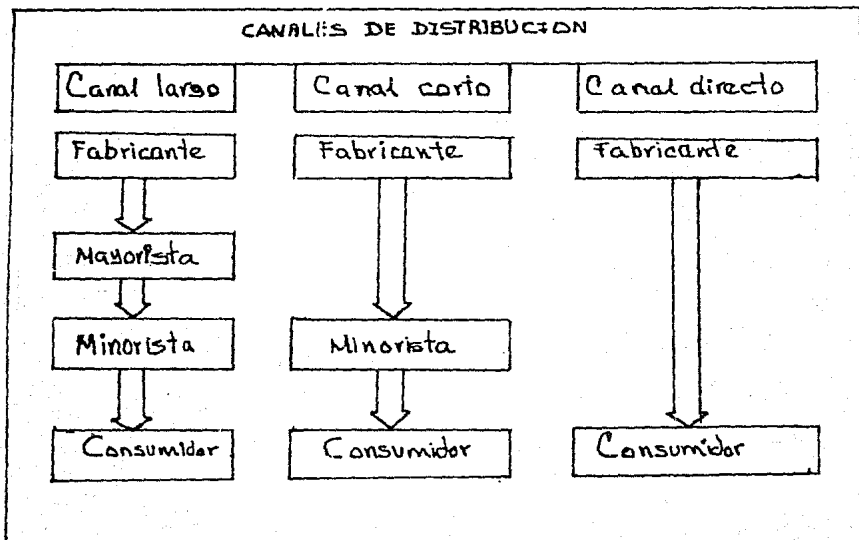 CANALES DE DISTRIBUCION
Canal largo
Canal corto
Canal directo
Fabricante
Fabricante
Fabricante
Mayorista
Minorista
Minorista
Consumidor
Consumidor
Consumidor